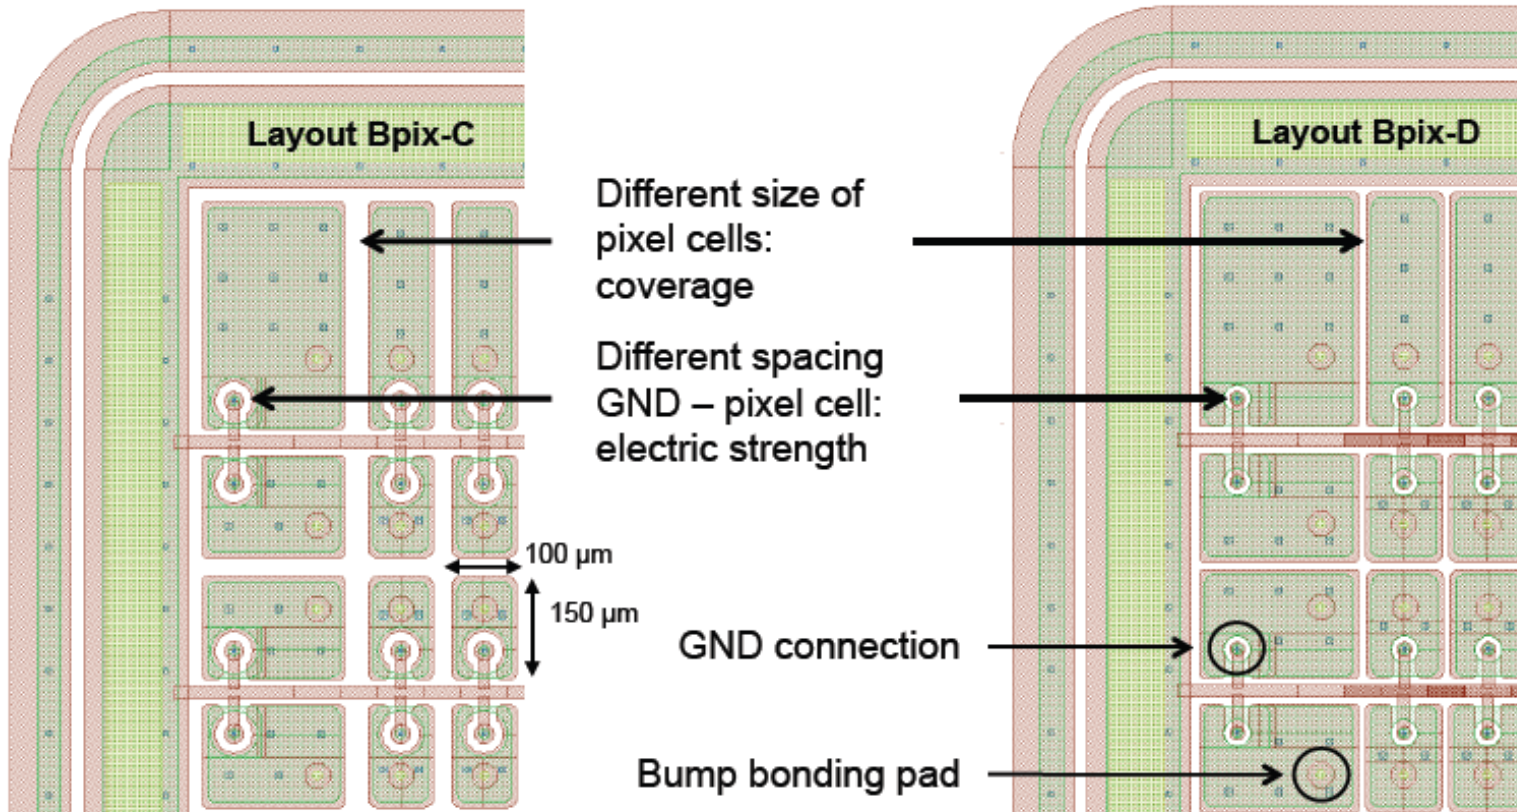 Layout Bpix-C
Layout Bpix-D
Different size of
pixel cells:
coverage
Different spacing
GND – pixel cell:
electric strength
100 µm
150 µm
GND connection
Bump bonding pad